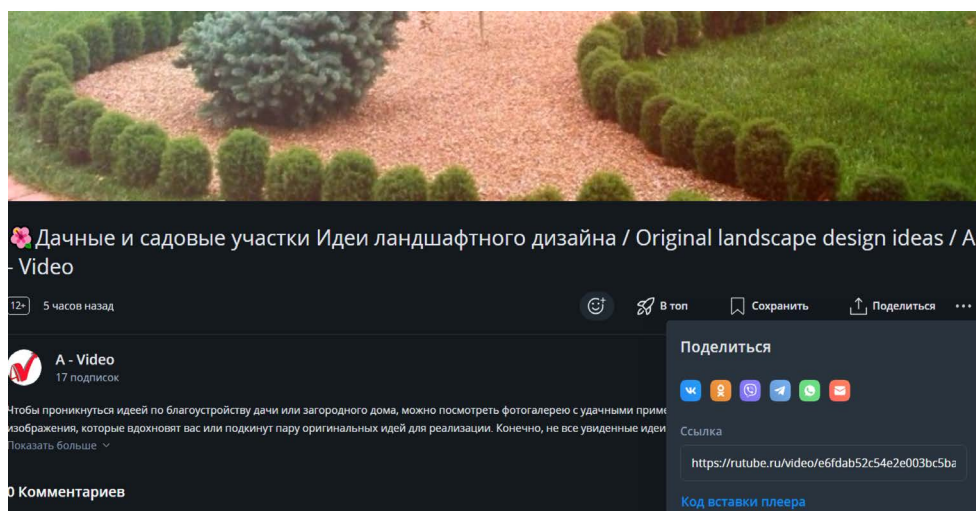 Дачные и садовые участки Идеи ландшафтного дизайна / Original landscape design ideas / A
- Video
12+ 5 часов назад
В топ Сохранить Поделиться
A - Video
17 подписок
Чтобы проникнуться идеей по благоустройству дачи или загородного дома, можно посмотреть фотогалерею с удачными
изображения, которые вдохновят вас или подкинут пару оригинальных идей для реализации. Конечно, не все увиденные идеи
Показать больше
0 Комментариев
Поделиться
Ссылка
https://rutube.ru/video/e6fdab52c54e2e003bc5ba
Код вставки плеера